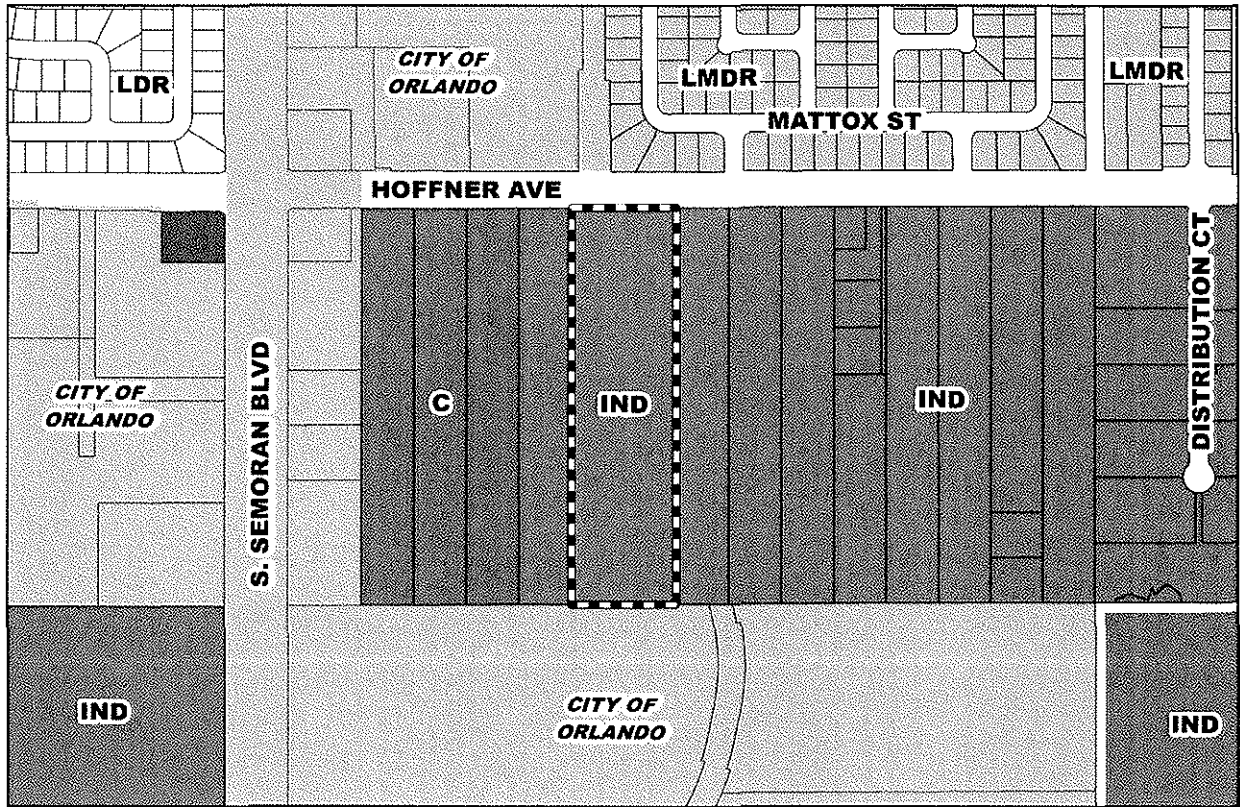 CITY OF
ORLANDO
LDR
LMDR
LMDR
MATTOX ST
HOFFNER AVE
DISTRIBUTION CT
S. SEMORAN BLVD
CITY OF
ORLANDO
C
IND
IND
IND
CITY OF
ORLANDO
IND